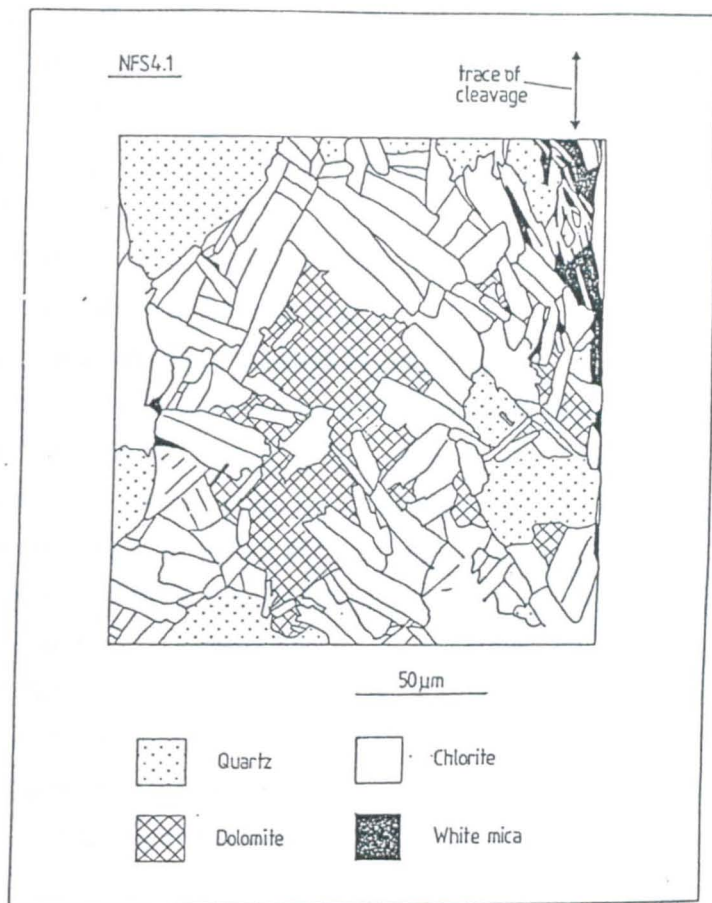 NFS4.1
trace of
cleavage
50µm
Quartz
Chlorite
Dolomite
White mica